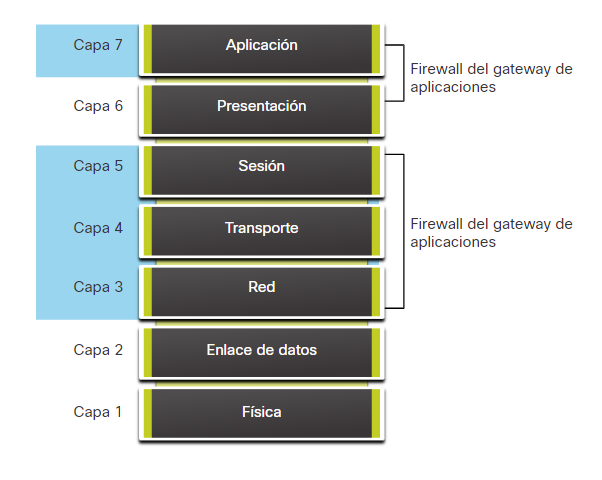 Capa 7 Aplicación
Firewall del gateway de
aplicaciones
Capa 6 Presentación
Capa 5 Sesión
Capa 4 Transporte
Firewall del gateway de
aplicaciones
Capa 3 Red
Capa 2 Enlace de datos
Capa 1 Física